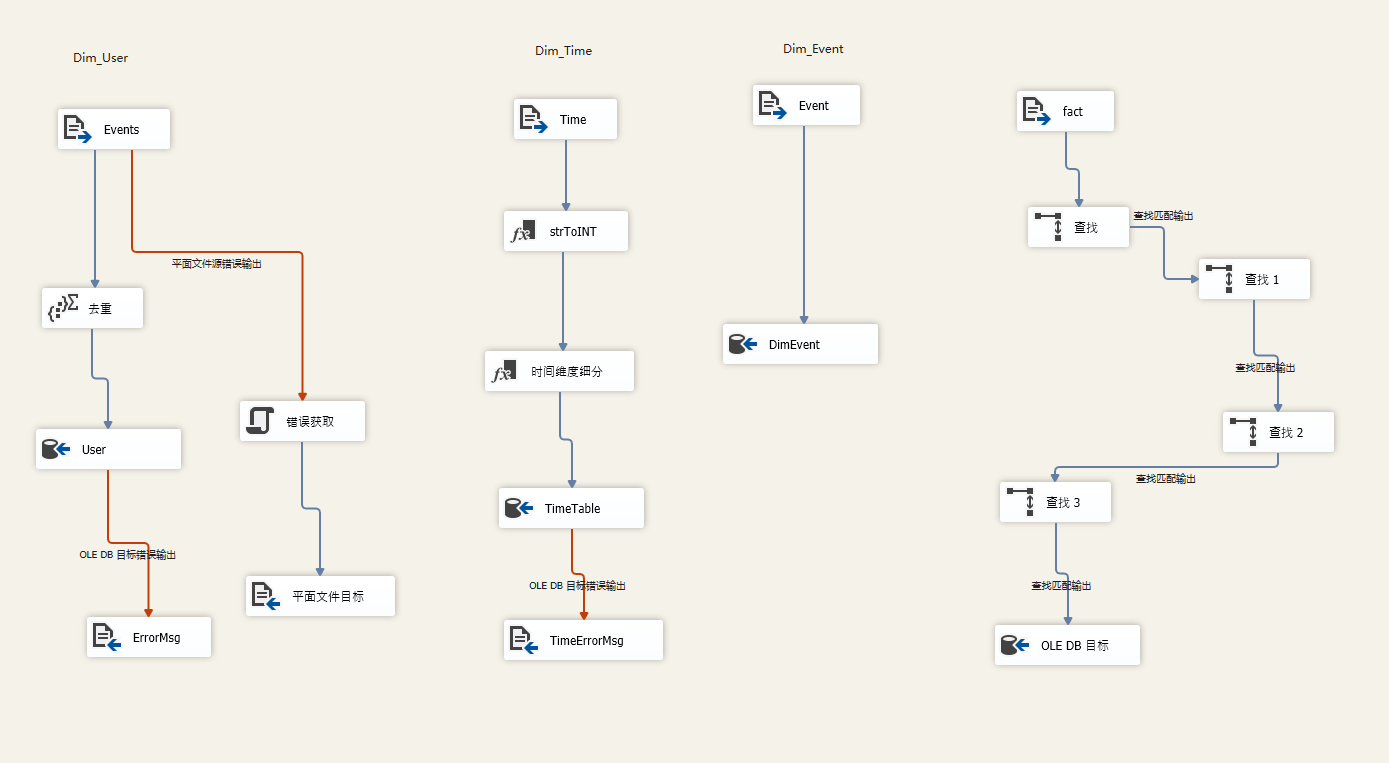 Dim_User
Events
平面文件源错误输出
去重
错误获取
User
OLE DB 目标错误输出
平面文件目标
ErrorMsg
Dim_Time
Time
strToINT
时间维度细分
TimeTable
OLE DB 目标错误输出
TimeErrorMsg
Dim_Event
Event
DimEvent
fact
查找
查找匹配输出
查找 1
查找匹配输出
查找 2
查找匹配输出
查找 3
查找匹配输出
OLE DB 目标